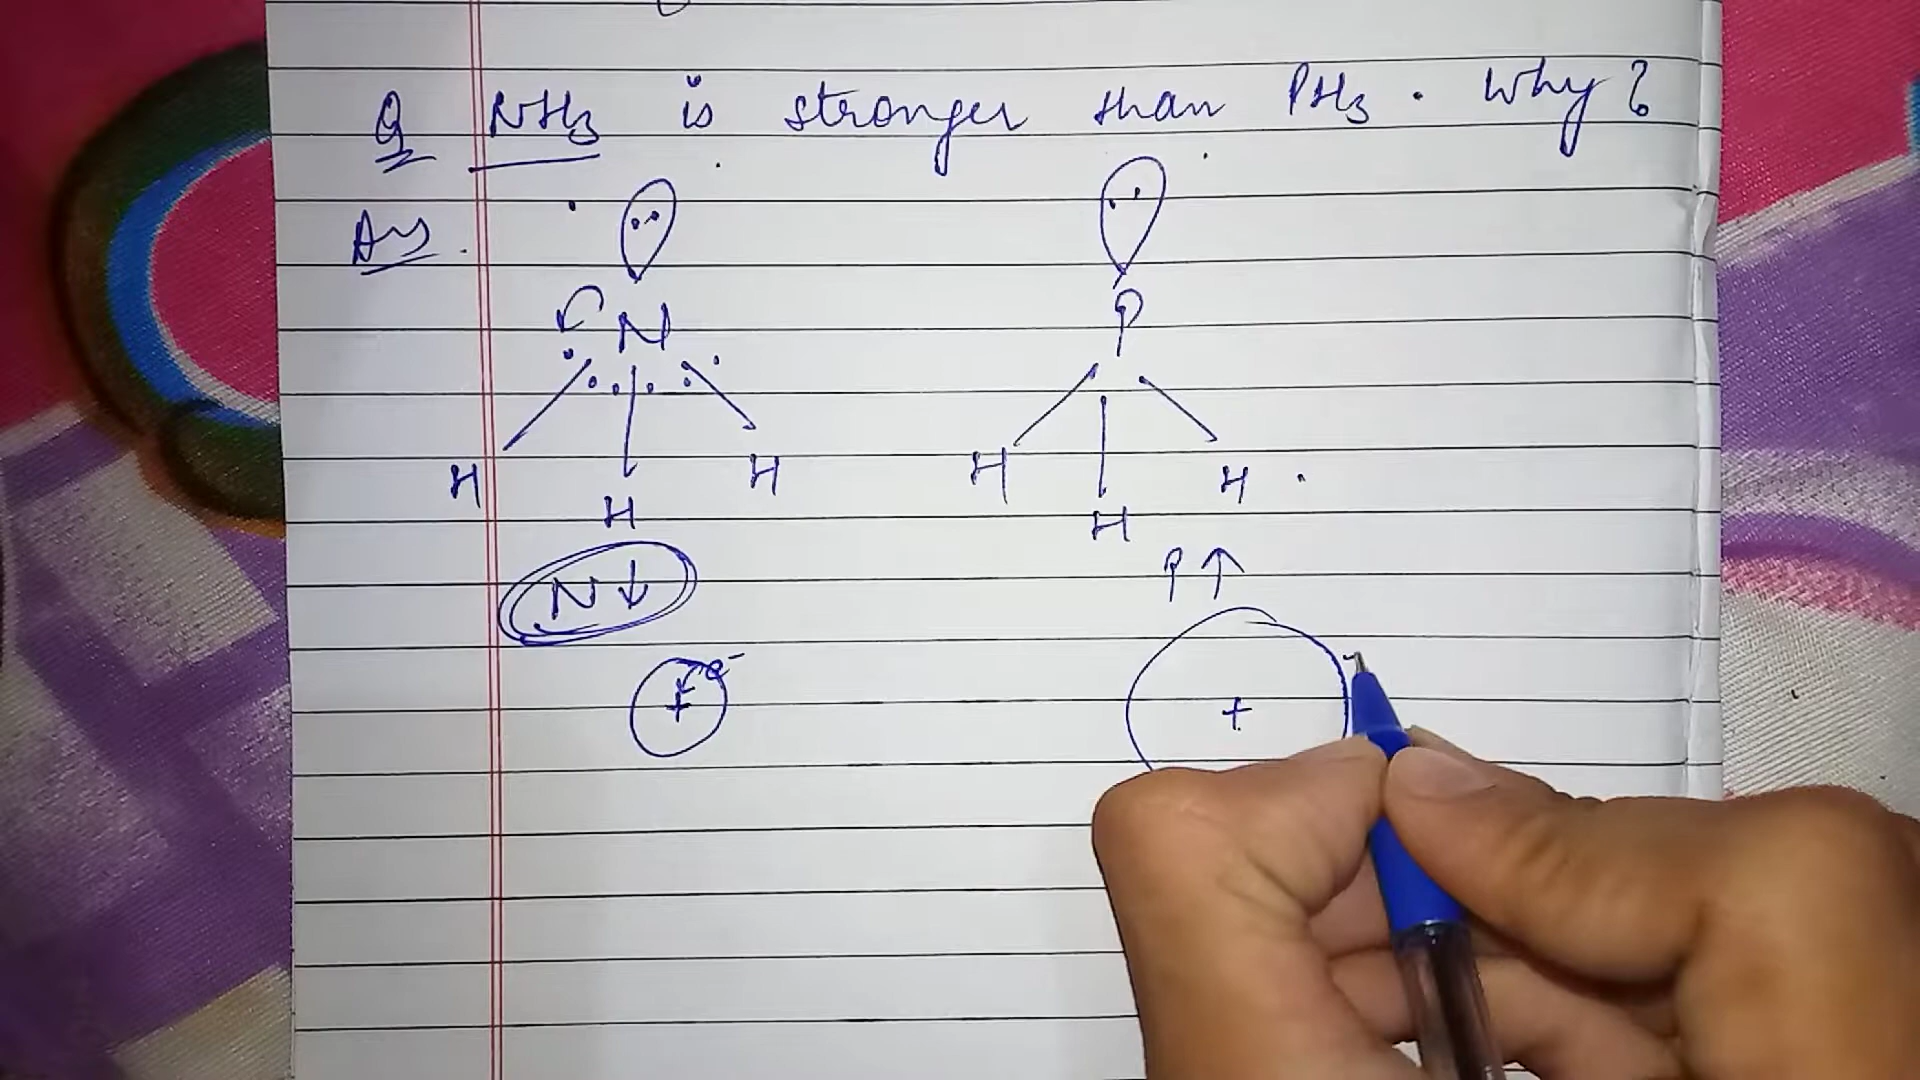 Q NH3 is stronger than PH3. Why?
Ans.
N P
H H H H
H H
N↓ P↑
e-
+ +